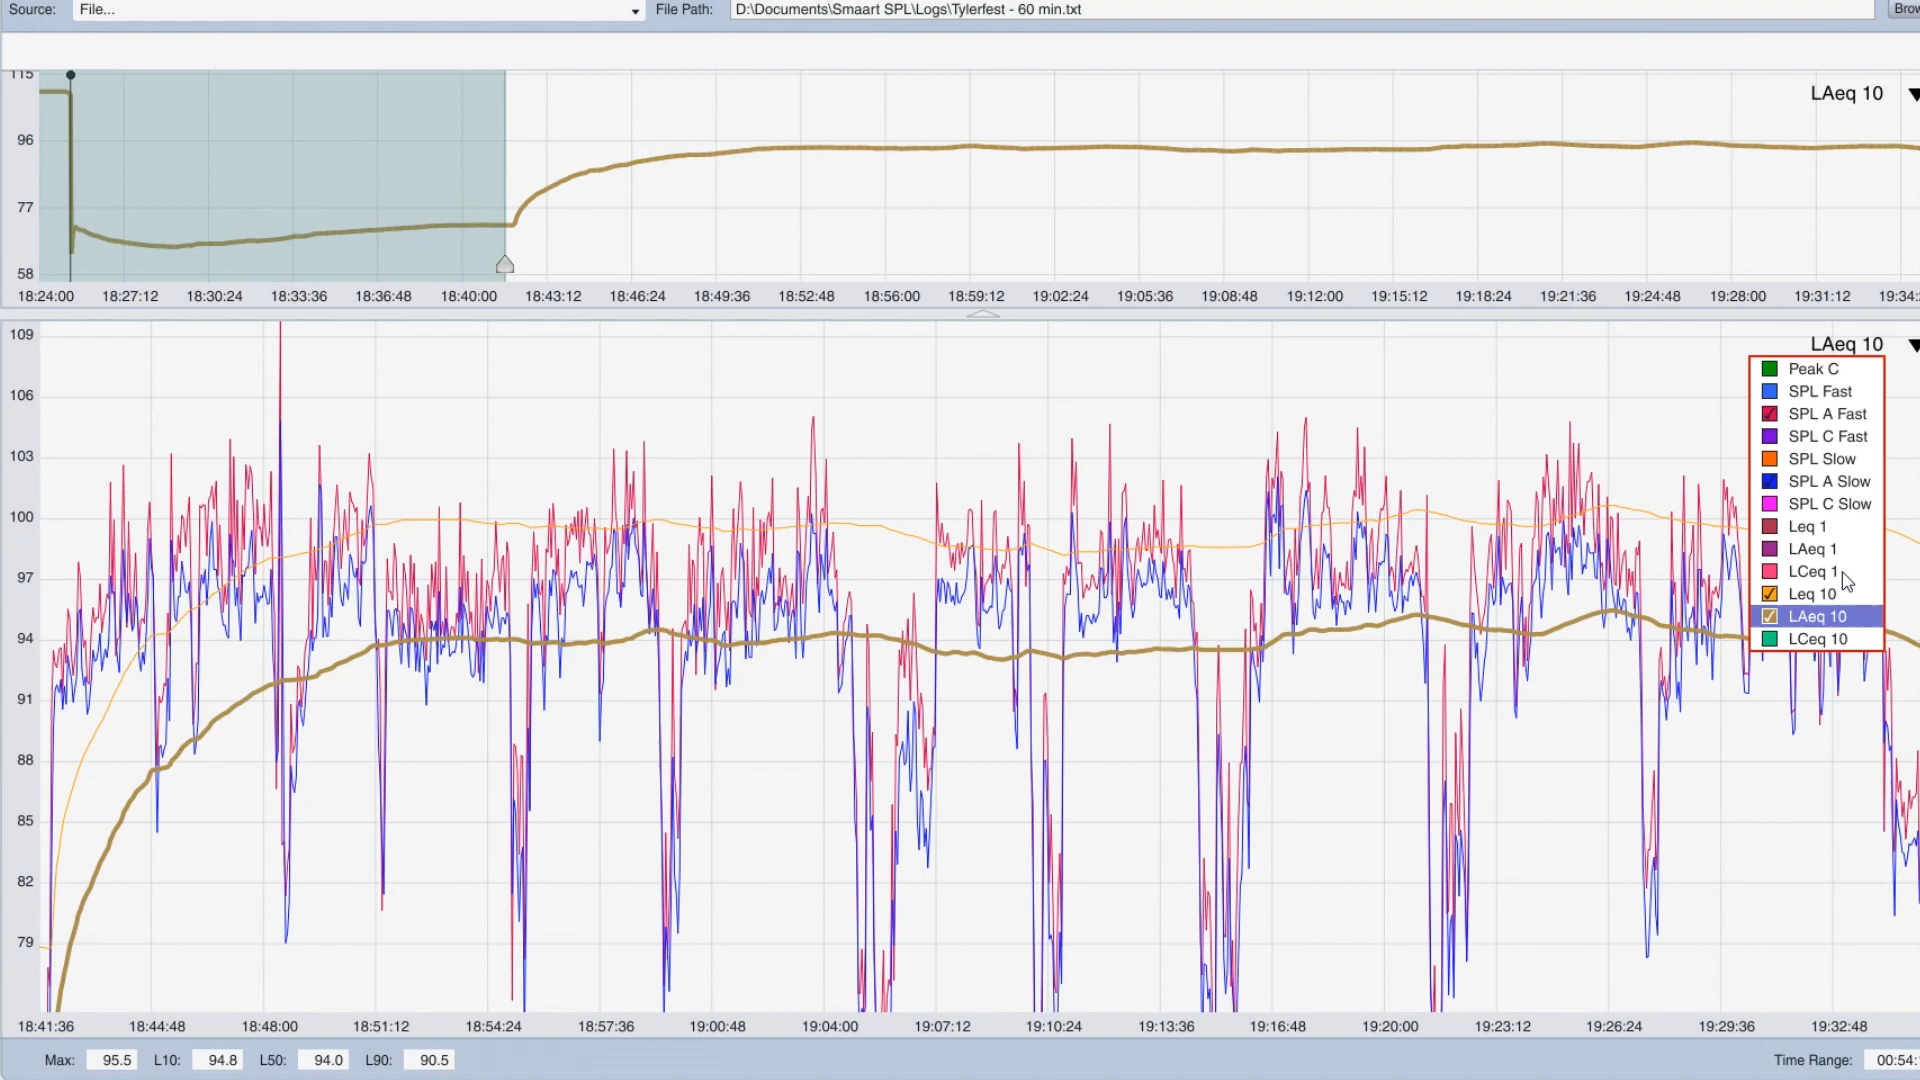 Source: File... File Path: D:\Documents\Smaart SPL\Logs\Tylerfest - 60 min.txt
115
LAeq 10
96
77
58
18:24:00 18:27:12 18:30:24 18:33:36 18:36:48 18:40:00 18:43:12 18:46:24 18:49:36 18:52:48 18:56:00 18:59:12 19:02:24 19:05:36 19:08:48 19:12:00 19:15:12 19:18:24 19:21:36 19:24:48 19:28:00 19:31:12
109
LAeq 10
Peak C
SPL Fast
106
SPL A Fast
SPL C Fast
103
SPL Slow
SPL A Slow
SPL C Slow
100
Leq 1
LAeq 1
LCeq 1
97
Leq 10
LAeq 10
LCeq 10
94
91
88
85
82
79
18:41:36 18:44:48 18:48:00 18:51:12 18:54:24 18:57:36 19:00:48 19:04:00 19:07:12 19:10:24 19:13:36 19:16:48 19:20:00 19:23:12 19:26:24 19:29:36 19:32:48
Max: 95.5 L10: 94.8 L50: 94.0 L90: 90.5 Time Range: